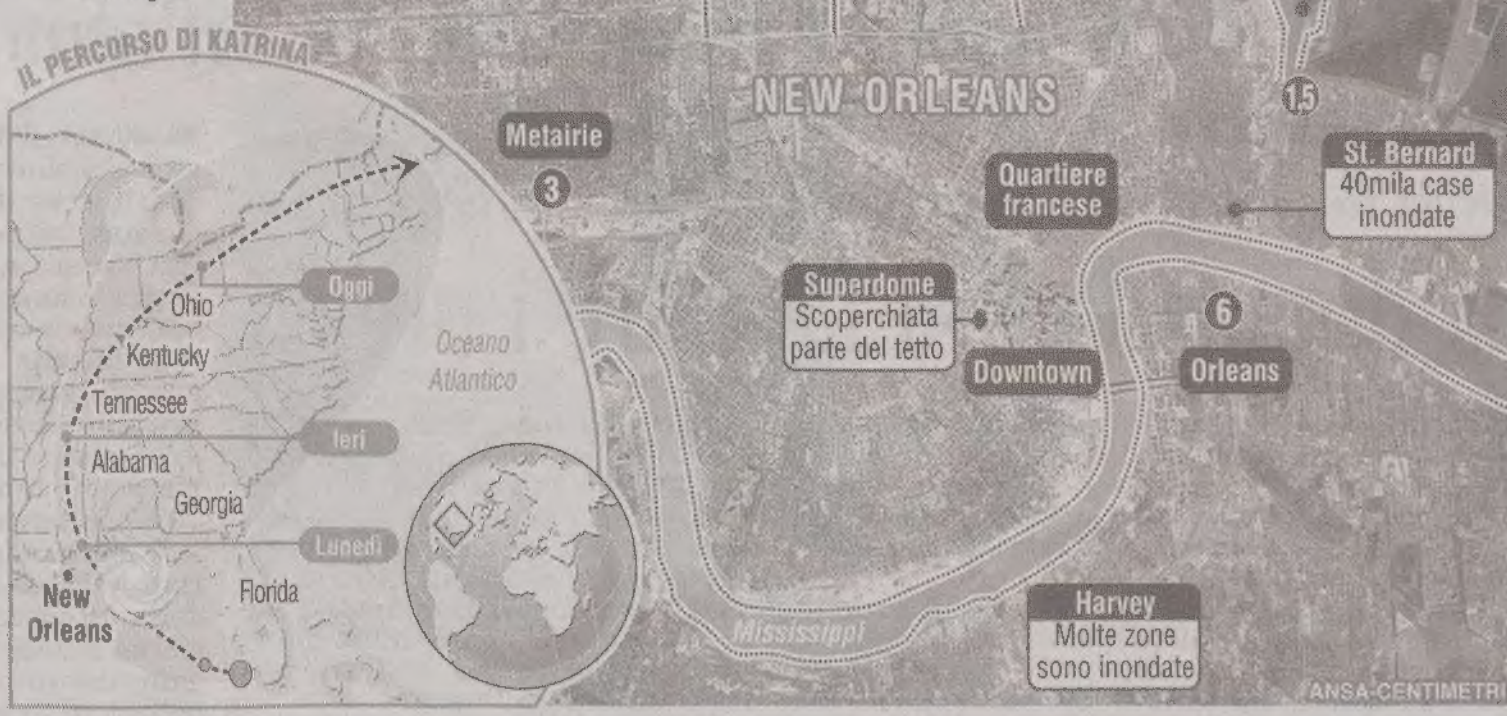 IL PERCORSO DI KATRINA
Oggi
Ohio
Kentucky
Oceano
Atlantico
Tennessee
Ieri
Alabama
Georgia
Lunedì
New
Orleans
Florida
NEW ORLEANS
Metairie
3
15
St. Bernard
40mila case
inondate
Quartiere
francese
Superdome
Scoperchiata
parte del tetto
6
Downtown
Orleans
Mississippi
Harvey
Molte zone
sono inondate
ANSA-CENTIMETRI